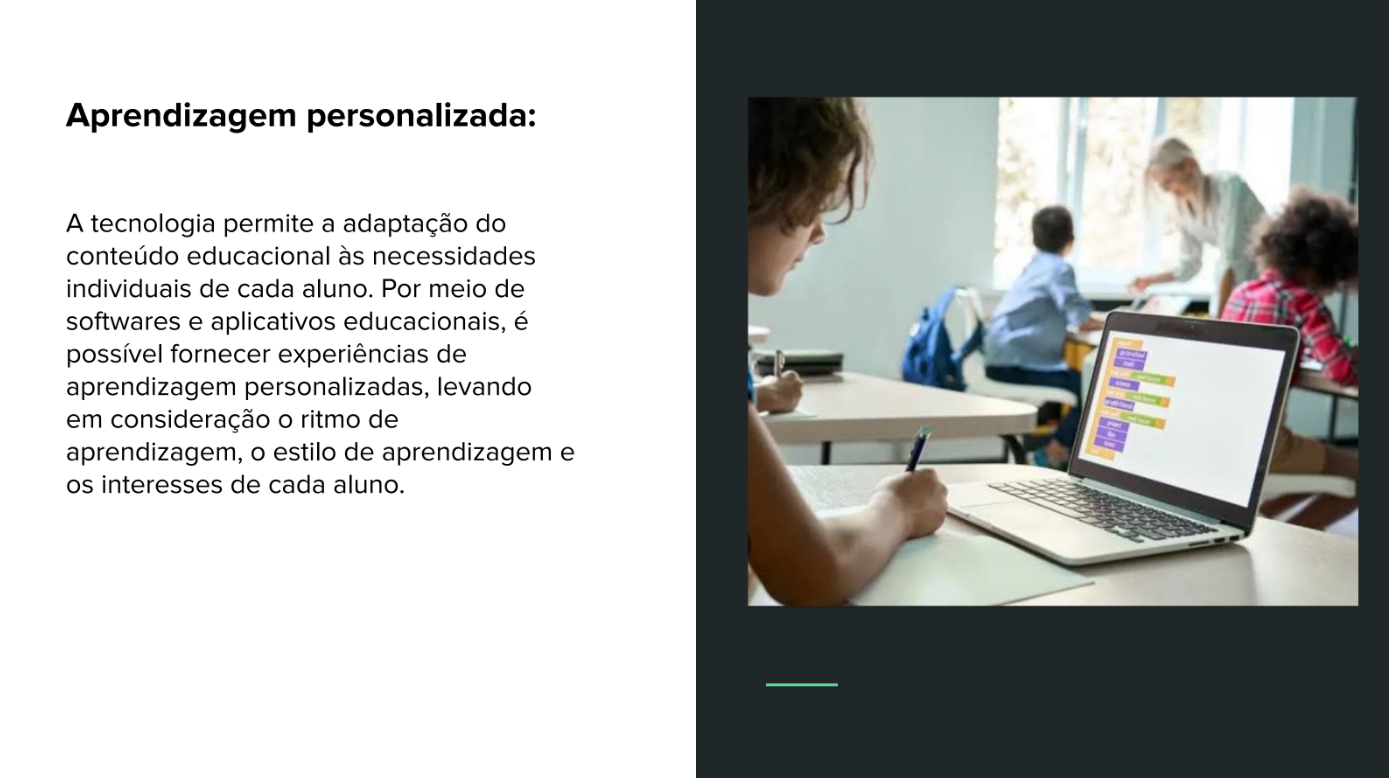 Aprendizagem personalizada:
A tecnologia permite a adaptação do
conteúdo educacional às necessidades
individuais de cada aluno. Por meio de
softwares e aplicativos educacionais, é
possível fornecer experiências de
aprendizagem personalizadas, levando
em consideração o ritmo de
aprendizagem, o estilo de aprendizagem e
os interesses de cada aluno.